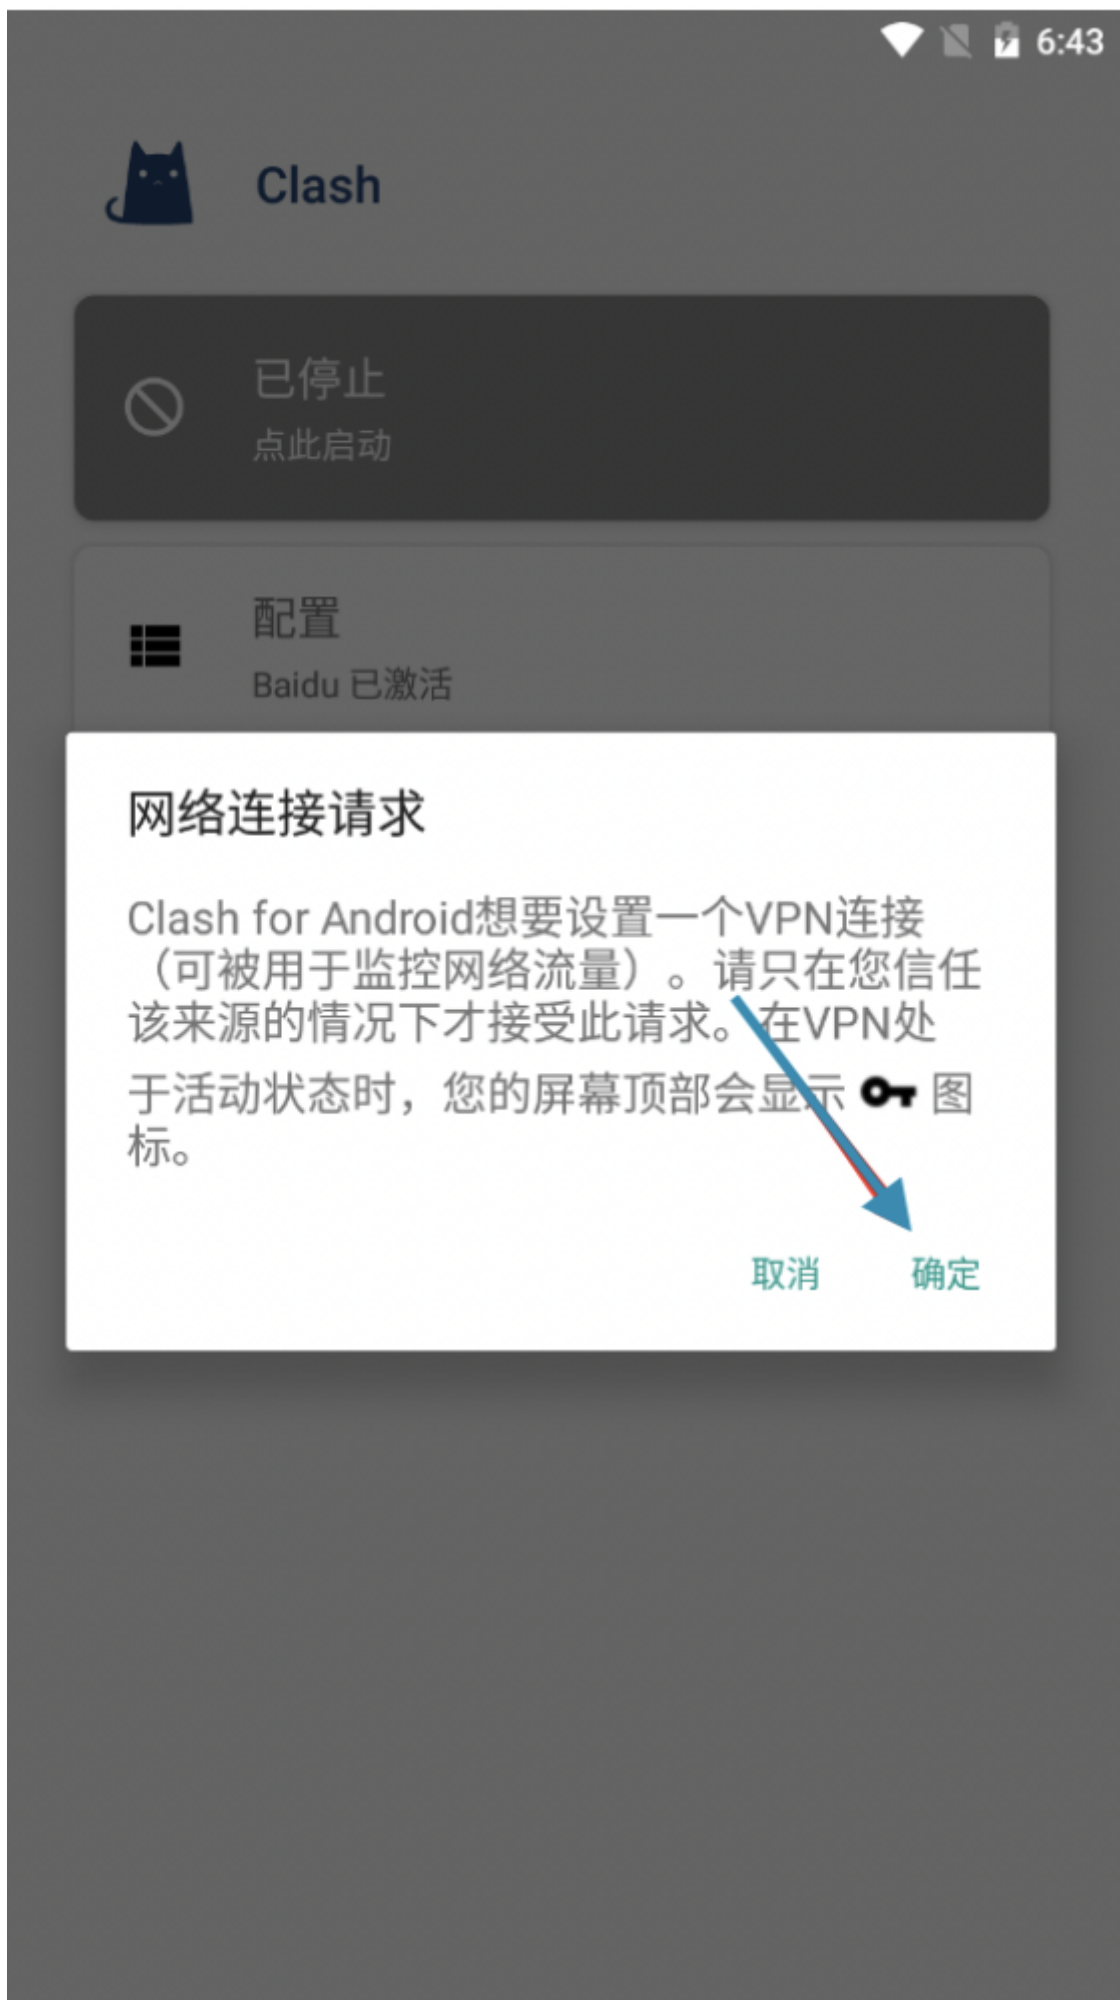 6:43
Clash
已停止
点此启动
配置
Baidu 已激活
网络连接请求
Clash for Android想要设置一个VPN连接
（可被用于监控网络流量）。请只在您信任
该来源的情况下才接受此请求。在VPN处
于活动状态时，您的屏幕顶部会显示 图
标。
取消 确定